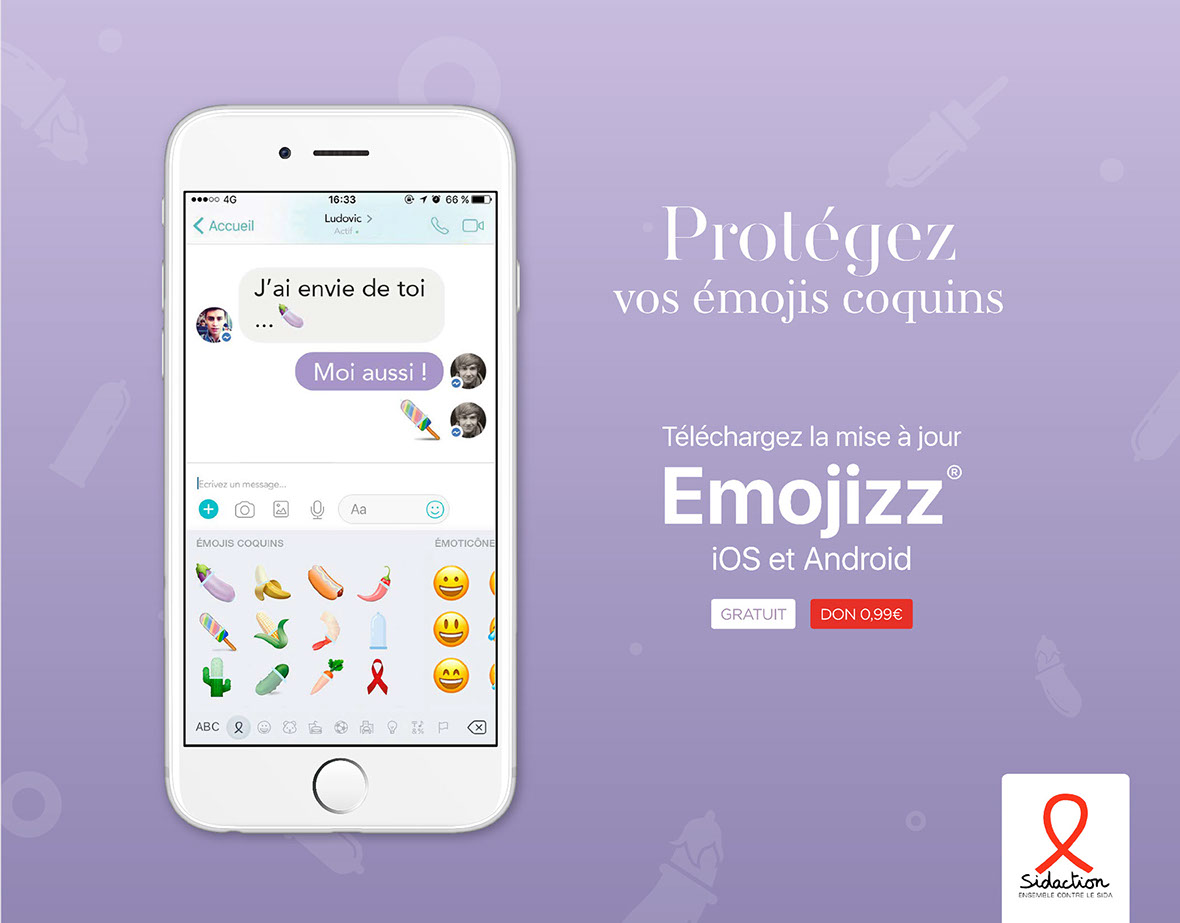 4G 16:33 66 %
Accueil
Ludovic >
Actif
J'ai envie de toi
...
Moi aussi !
Ecrivez un message...
Aa
ÉMOJIS COQUINS
ÉMOTICÔNE
ABC
Protégez
vos émojis coquins
Téléchargez la mise à jour
Emojizz®
iOS et Android
GRATUIT
DON 0,99€
Sidaction
ENSEMBLE CONTRE LE SIDA